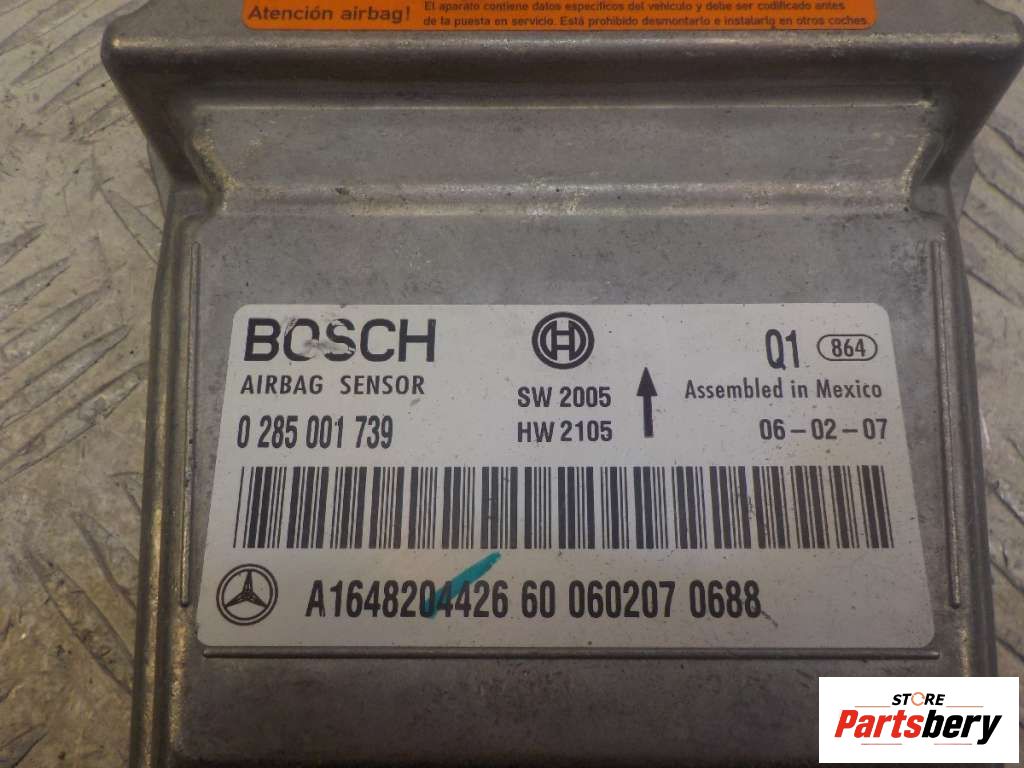 Atención airbag!
El aparato contiene datos específicos del vehículo y debe ser codificado antes
de la puesta en servicio. Está prohibido desmontarlo e instalarlo en otros coches.
BOSCH
AIRBAG SENSOR
0 285 001 739
SW 2005
HW 2105
Q1 864
Assembled in Mexico
06-02-07
A1648204426 60 060207 0688
STORE
Partsbery